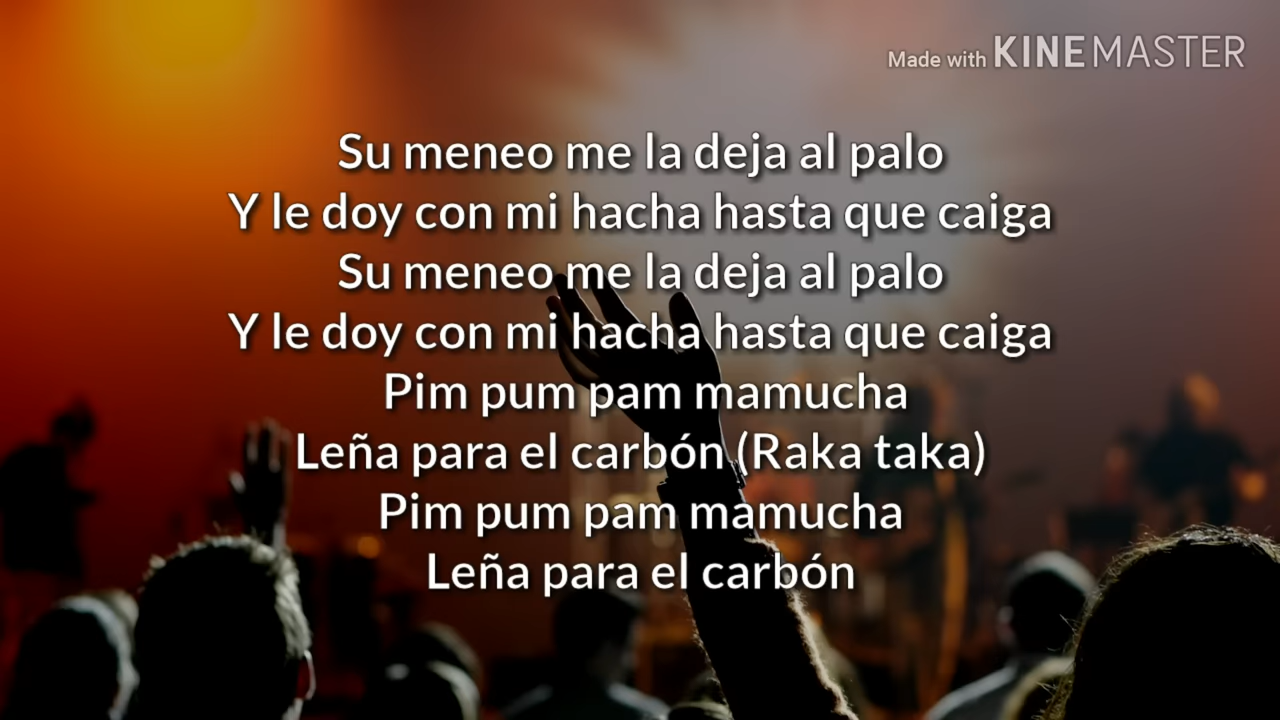 Made with KINEMASTER
Su meneo me la deja al palo
Y le doy con mi hacha hasta que caiga
Su meneo me la deja al palo
Y le doy con mi hacha hasta que caiga
Pim pum pam mamucha
Leña para el carbón (Raka taka)
Pim pum pam mamucha
Leña para el carbón